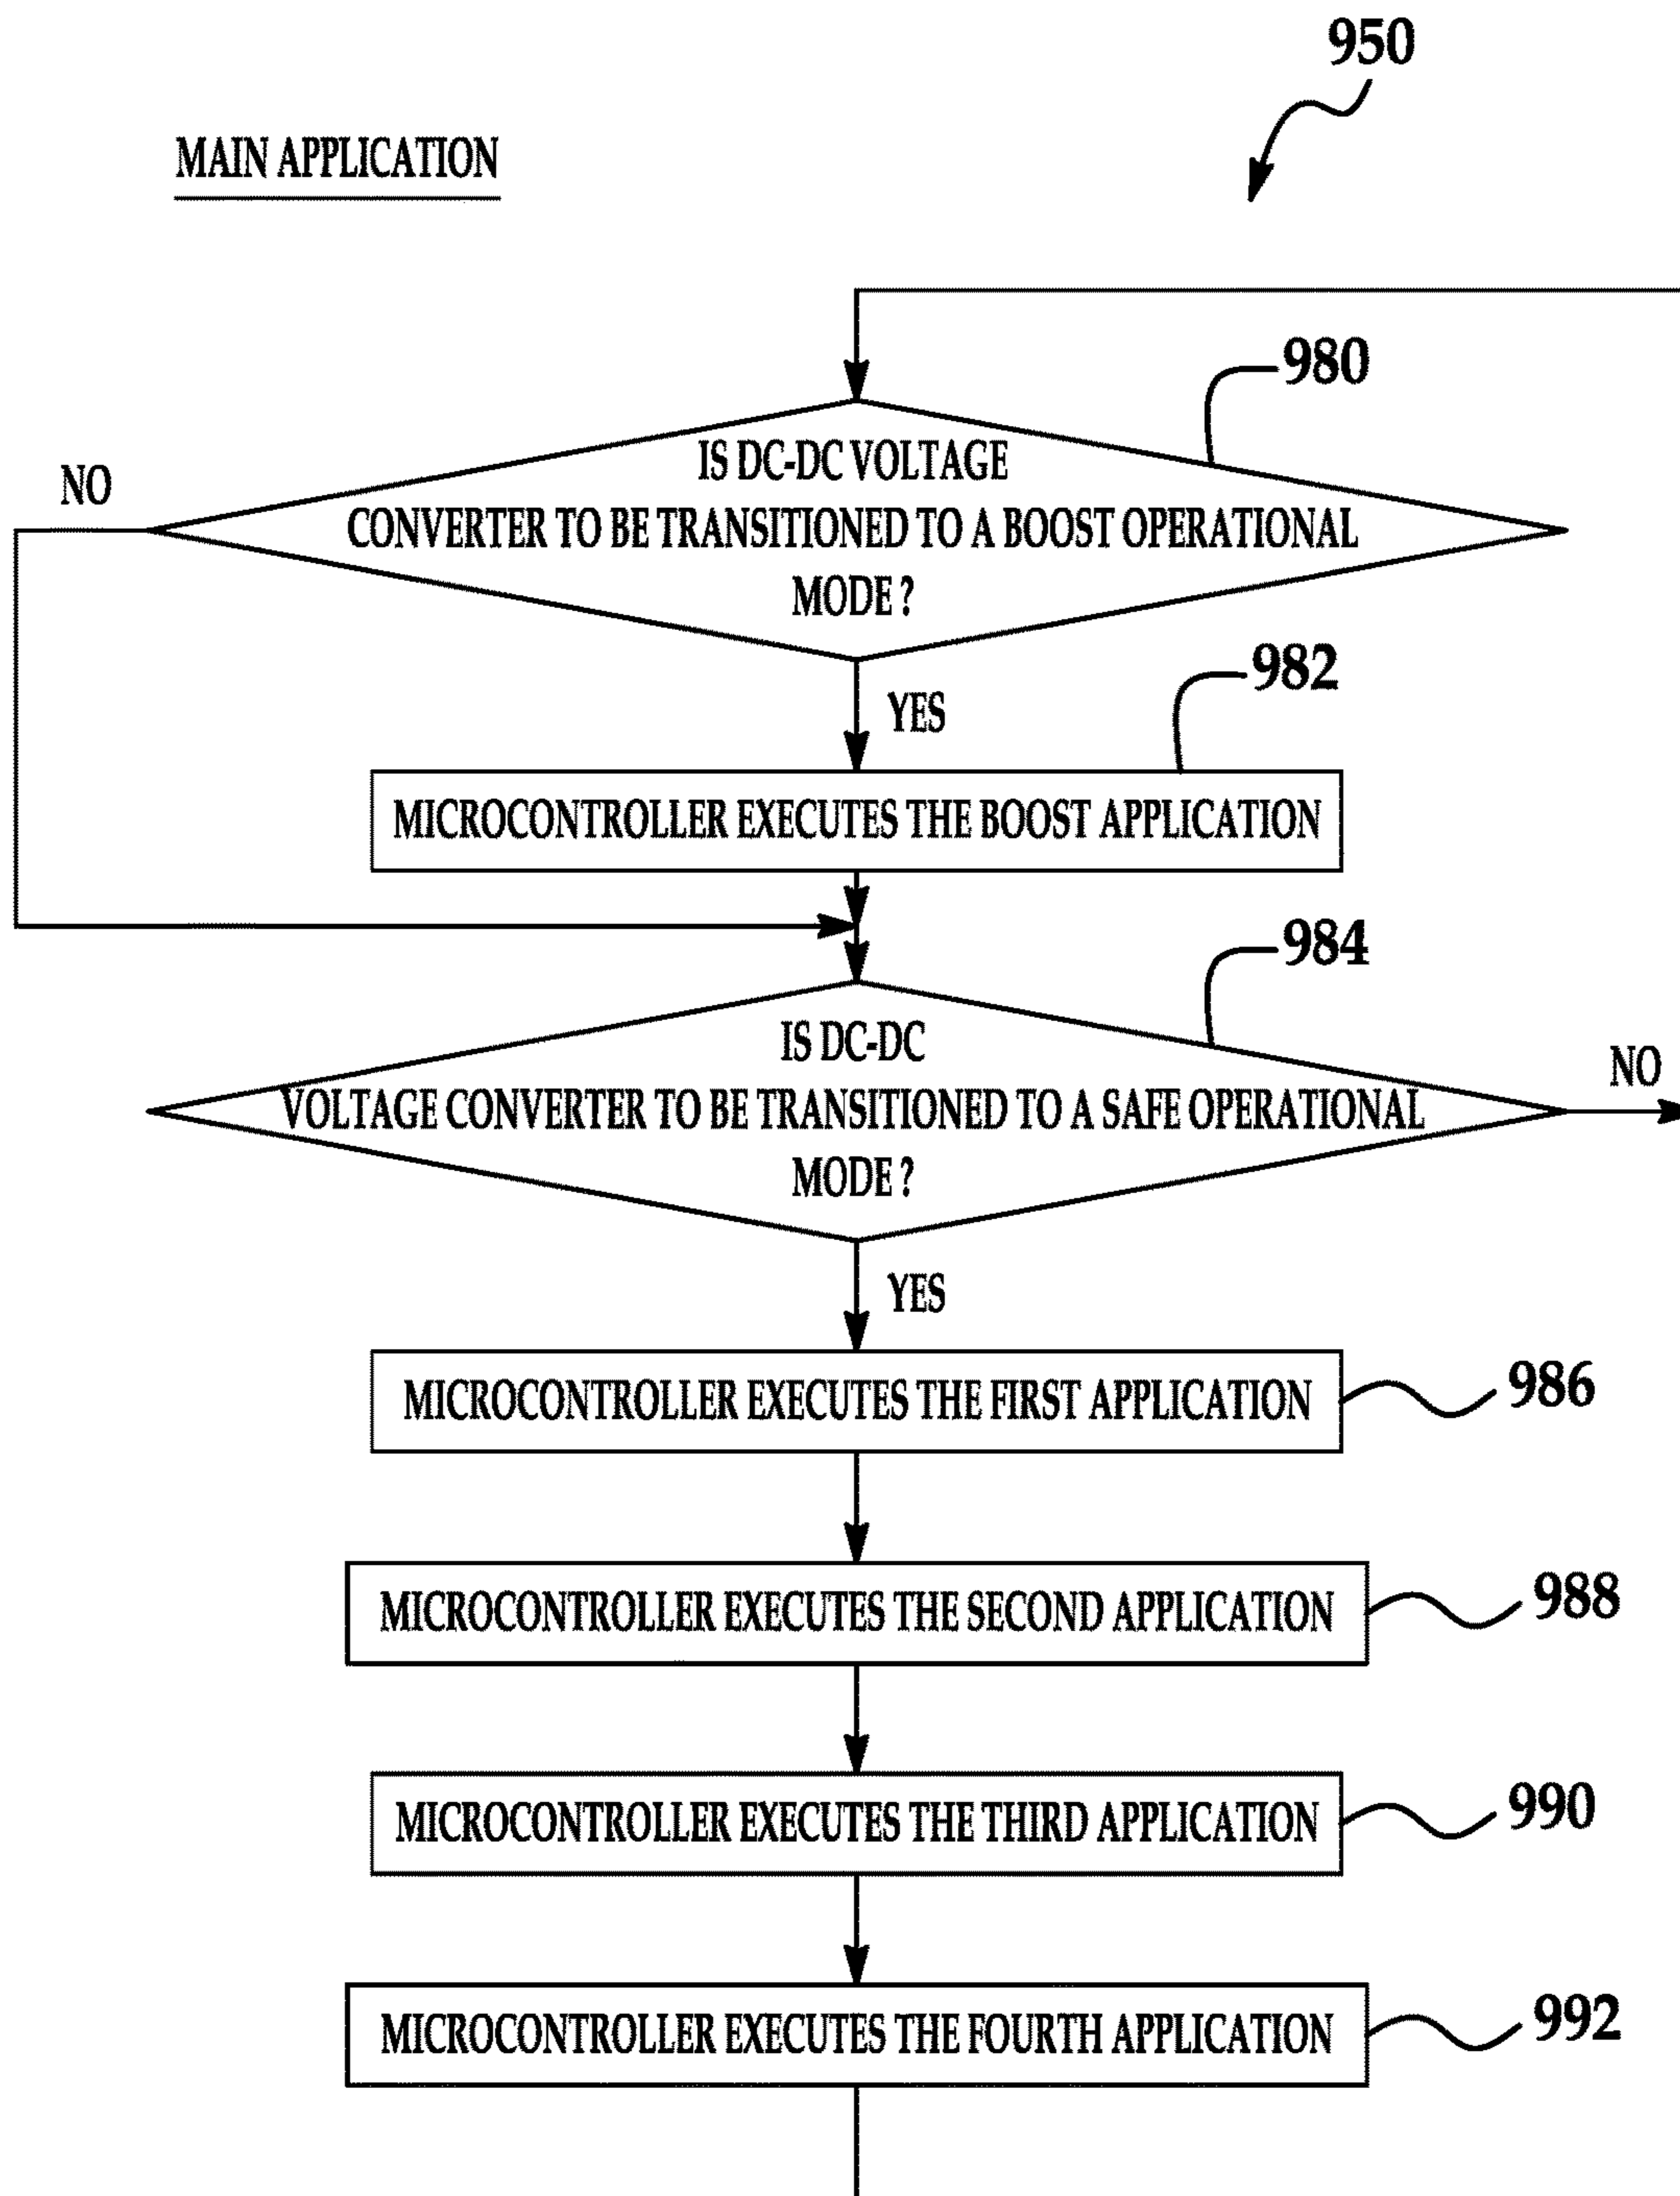 950
MAIN APPLICATION
980
IS DC-DC VOLTAGE
NO
CONVERTER TO BE TRANSITIONED TO A BOOST OPERATIONAL
MODE ?
982
YES
MICROCONTROLLER EXECUTES THE BOOST APPLICATION
984
IS DC-DC
NO
VOLTAGE CONVERTER TO BE TRANSITIONED TO A SAFE OPERATIONAL
MODE ?
YES
MICROCONTROLLER EXECUTES THE FIRST APPLICATION
986
MICROCONTROLLER EXECUTES THE SECOND APPLICATION
988
MICROCONTROLLER EXECUTES THE THIRD APPLICATION
990
MICROCONTROLLER EXECUTES THE FOURTH APPLICATION
992